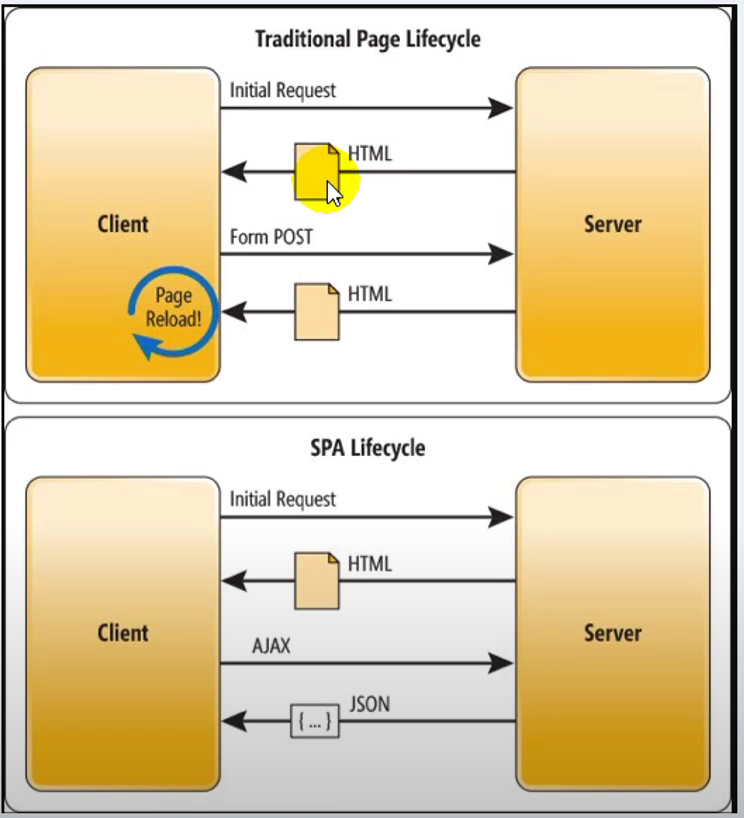 Traditional Page Lifecycle
Initial Request
HTML
Client
Server
Form POST
HTML
Page
Reload!
SPA Lifecycle
Initial Request
HTML
Client
Server
AJAX
JSON
{ ... }